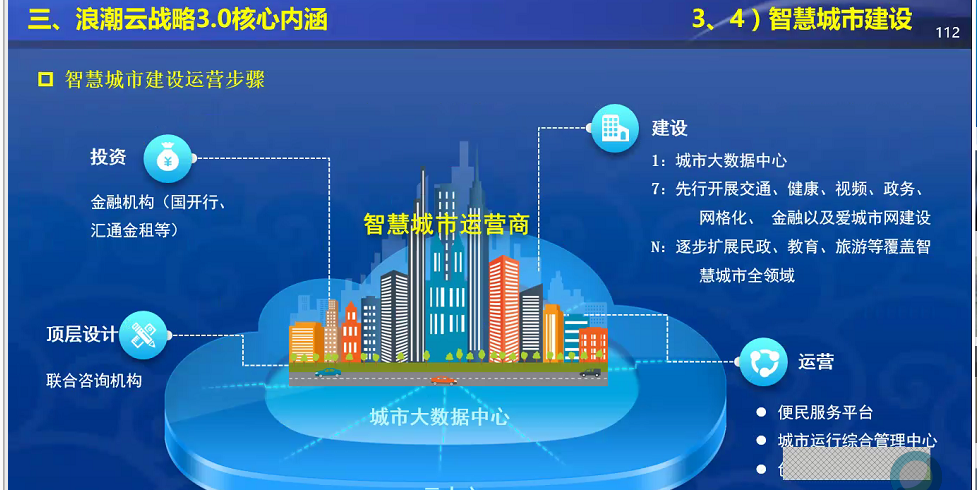 三、浪潮云战略3.0核心内涵
3、4）智慧城市建设
112
智慧城市建设运营步骤
投资
金融机构（国开行、
汇通金租等）
建设
1：城市大数据中心
7：先行开展交通、健康、视频、政务、
网格化、 金融以及爱城市网建设
N：逐步扩展民政、教育、旅游等覆盖智
慧城市全领域
智慧城市运营商
顶层设计
联合咨询机构
运营
便民服务平台
城市运行综合管理中心
城市大数据中心